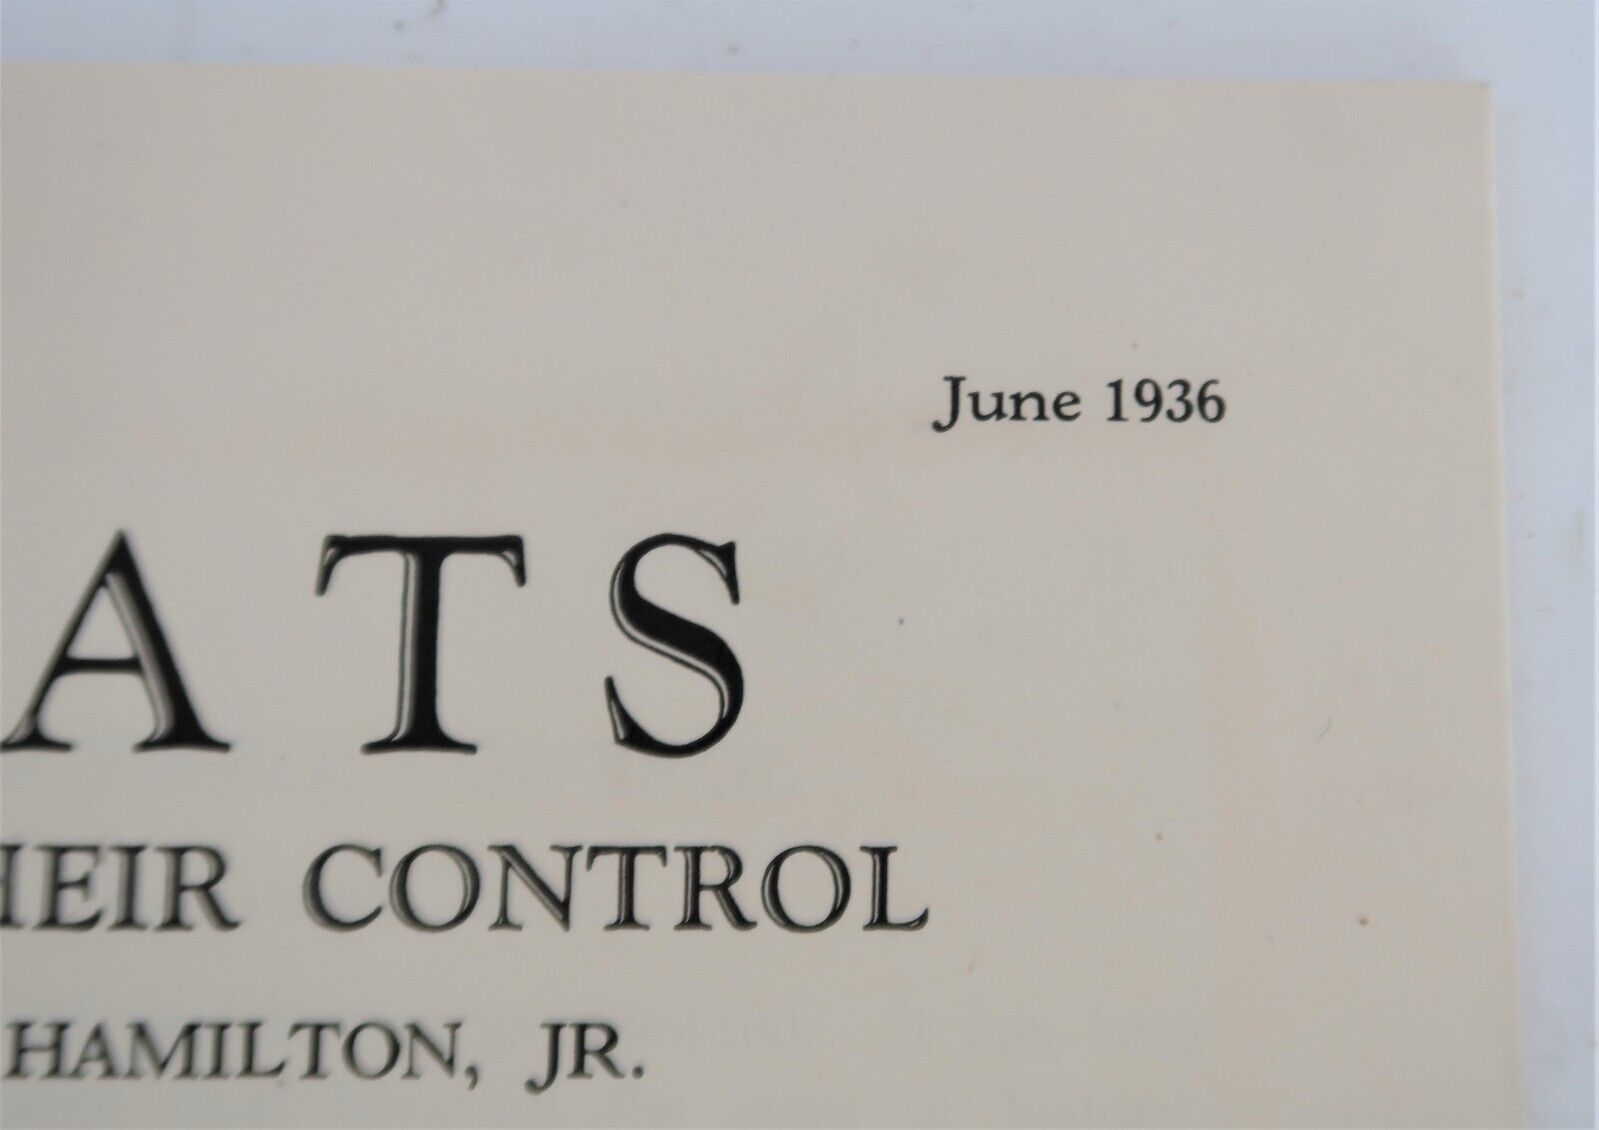 June 1936
ATS
HEIR CONTROL
HAMILTON, JR.